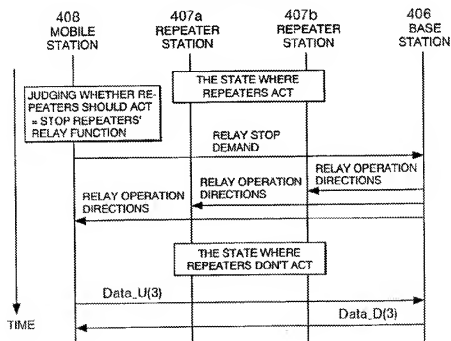 408
MOBILE
STATION
407a
REPEATER
STATION
407b
REPEATER
STATION
406
BASE
STATION
JUDGING WHETHER RE-
PEATERS SHOULD ACT
= STOP REPEATERS'
RELAY FUNCTION
THE STATE WHERE
REPEATERS ACT
RELAY STOP
DEMAND
RELAY OPERATION
DIRECTIONS
RELAY OPERATION
DIRECTIONS
RELAY OPERATION
DIRECTIONS
THE STATE WHERE
REPEATERS DON'T ACT
Data_U(3)
Data_D(3)
TIME